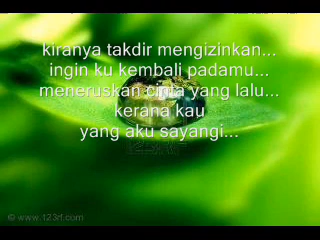 kiranya takdir mengizinkan...
ingin ku kembali padamu...
meneruskan cinta yang lalu...
kerana kau
yang aku sayangi...
© www.123rf.com